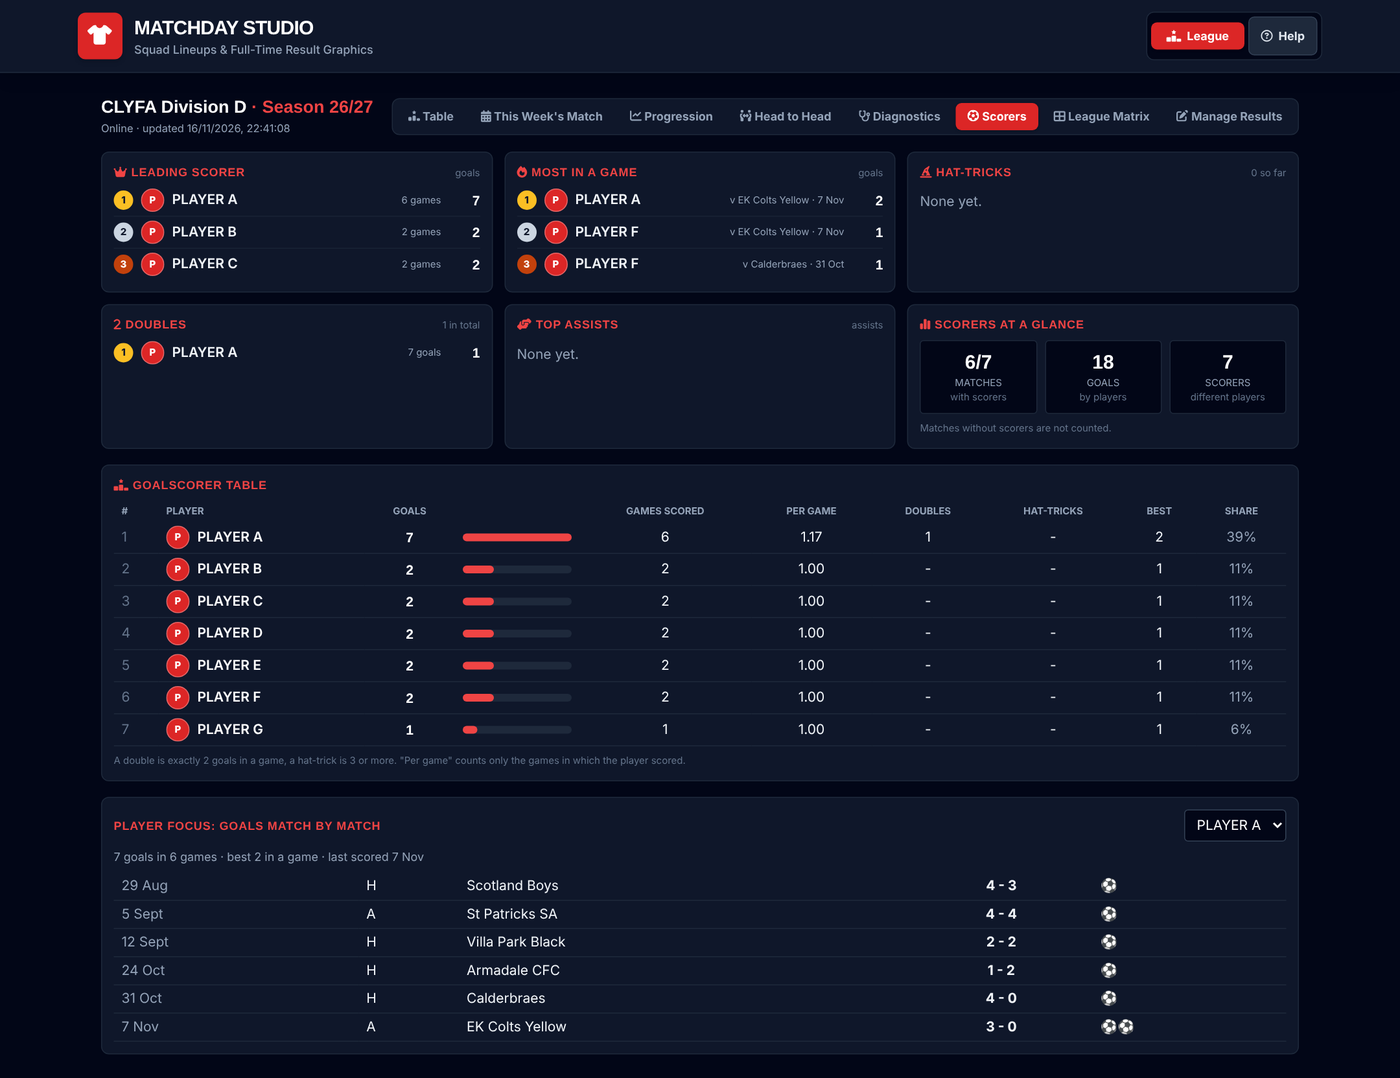 MATCHDAY STUDIO
Squad Lineups & Full-Time Result Graphics
League
Help
CLYFA Division D · Season 26/27
Online · updated 16/11/2026, 22:41:08
Table
This Week's Match
Progression
Head to Head
Diagnostics
Scorers
League Matrix
Manage Results
LEADING SCORER goals
1 P PLAYER A 6 games 7
2 P PLAYER B 2 games 2
3 P PLAYER C 2 games 2
MOST IN A GAME goals
1 P PLAYER A v EK Colts Yellow · 7 Nov 2
2 P PLAYER F v EK Colts Yellow · 7 Nov 1
3 P PLAYER F v Calderbraes · 31 Oct 1
HAT-TRICKS 0 so far
None yet.
2 DOUBLES 1 in total
1 P PLAYER A 7 goals 1
TOP ASSISTS assists
None yet.
SCORERS AT A GLANCE
6/7 MATCHES with scorers
18 GOALS by players
7 SCORERS different players
Matches without scorers are not counted.
GOALSCORER TABLE
# PLAYER GOALS GAMES SCORED PER GAME DOUBLES HAT-TRICKS BEST SHARE
1 P PLAYER A 7 6 1.17 1 - 2 39%
2 P PLAYER B 2 2 1.00 - - 1 11%
3 P PLAYER C 2 2 1.00 - - 1 11%
4 P PLAYER D 2 2 1.00 - - 1 11%
5 P PLAYER E 2 2 1.00 - - 1 11%
6 P PLAYER F 2 2 1.00 - - 1 11%
7 P PLAYER G 1 1 1.00 - - 1 6%
A double is exactly 2 goals in a game, a hat-trick is 3 or more. "Per game" counts only the games in which the player scored.
PLAYER FOCUS: GOALS MATCH BY MATCH
PLAYER A
7 goals in 6 games · best 2 in a game · last scored 7 Nov
29 Aug H Scotland Boys 4 - 3
5 Sept A St Patricks SA 4 - 4
12 Sept H Villa Park Black 2 - 2
24 Oct H Armadale CFC 1 - 2
31 Oct H Calderbraes 4 - 0
7 Nov A EK Colts Yellow 3 - 0